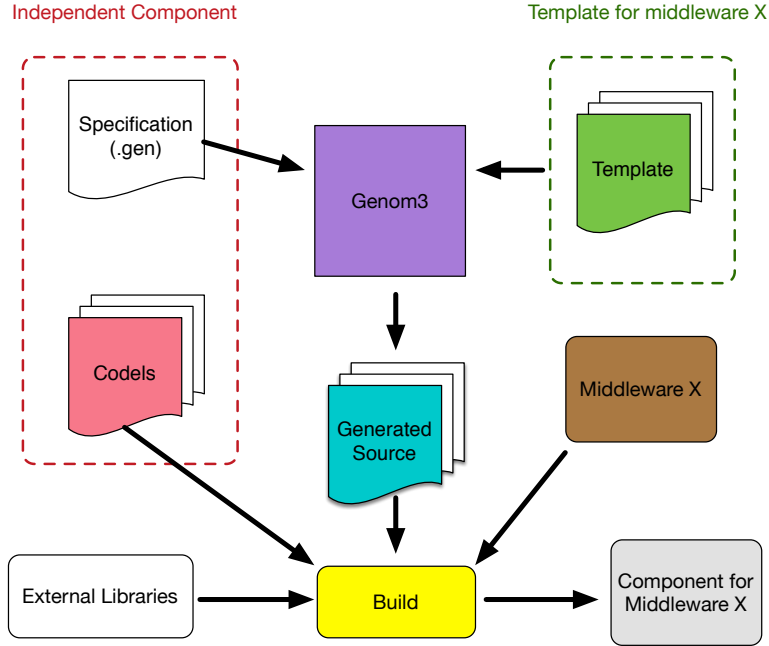 Independent Component
Template for middleware X
Specification
(.gen)
Genom3
Template
Codels
Generated
Source
Middleware X
External Libraries
Build
Component for
Middleware X